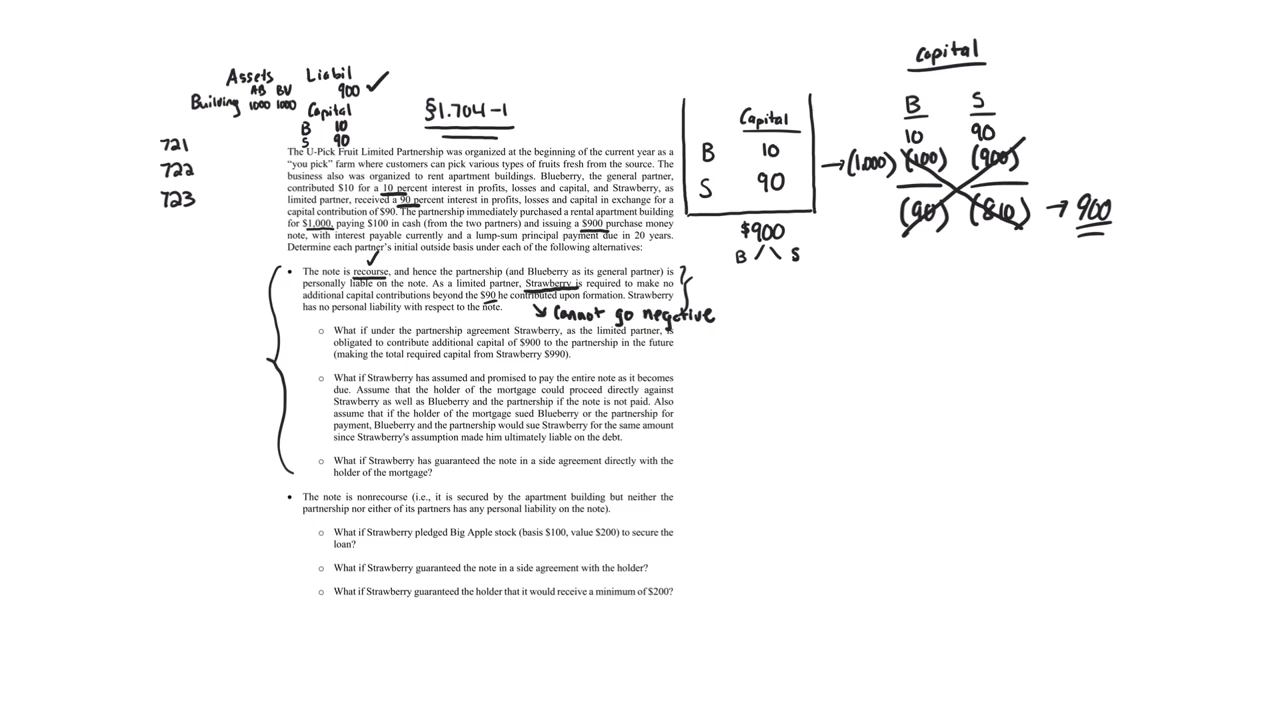 Assets Liabil
AB BV 900 ✓
Building 1000 1000 Capital
B 10
S 90
§1.704-1
721
722
723
The U-Pick Fruit Limited Partnership was organized at the beginning of the current year as a
"you pick" farm where customers can pick various types of fruits fresh from the source. The
business also was organized to rent apartment buildings. Blueberry, the general partner,
contributed $10 for a 10 percent interest in profits, losses and capital, and Strawberry, as
limited partner, received a 90 percent interest in profits, losses and capital in exchange for a
capital contribution of $90. The partnership immediately purchased a rental apartment building
for $1,000, paying $100 in cash (from the two partners) and issuing a $900 purchase money
note, with interest payable currently and a lump-sum principal payment due in 20 years.
Determine each partner's initial outside basis under each of the following alternatives:
• The note is recourse, and hence the partnership (and Blueberry as its general partner) is
personally liable on the note. As a limited partner, Strawberry is required to make no
additional capital contributions beyond the $90 he contributed upon formation. Strawberry
has no personal liability with respect to the note.
↘ Cannot go negative
o What if under the partnership agreement Strawberry, as the limited partner, is
obligated to contribute additional capital of $900 to the partnership in the future
(making the total required capital from Strawberry $990).
o What if Strawberry has assumed and promised to pay the entire note as it becomes
due. Assume that the holder of the mortgage could proceed directly against
Strawberry as well as Blueberry and the partnership if the note is not paid. Also
assume that if the holder of the mortgage sued Blueberry or the partnership for
payment, Blueberry and the partnership would sue Strawberry for the same amount
since Strawberry's assumption made him ultimately liable on the debt.
o What if Strawberry has guaranteed the note in a side agreement directly with the
holder of the mortgage?
• The note is nonrecourse (i.e., it is secured by the apartment building but neither the
partnership nor either of its partners has any personal liability on the note).
o What if Strawberry pledged Big Apple stock (basis $100, value $200) to secure the
loan?
o What if Strawberry guaranteed the note in a side agreement with the holder?
o What if Strawberry guaranteed the holder that it would receive a minimum of $200?
Capital
B 10
S 90
$900
B S
Capital
B S
10 90
→ (1,000) (100) (900)
(90) (810) → 900